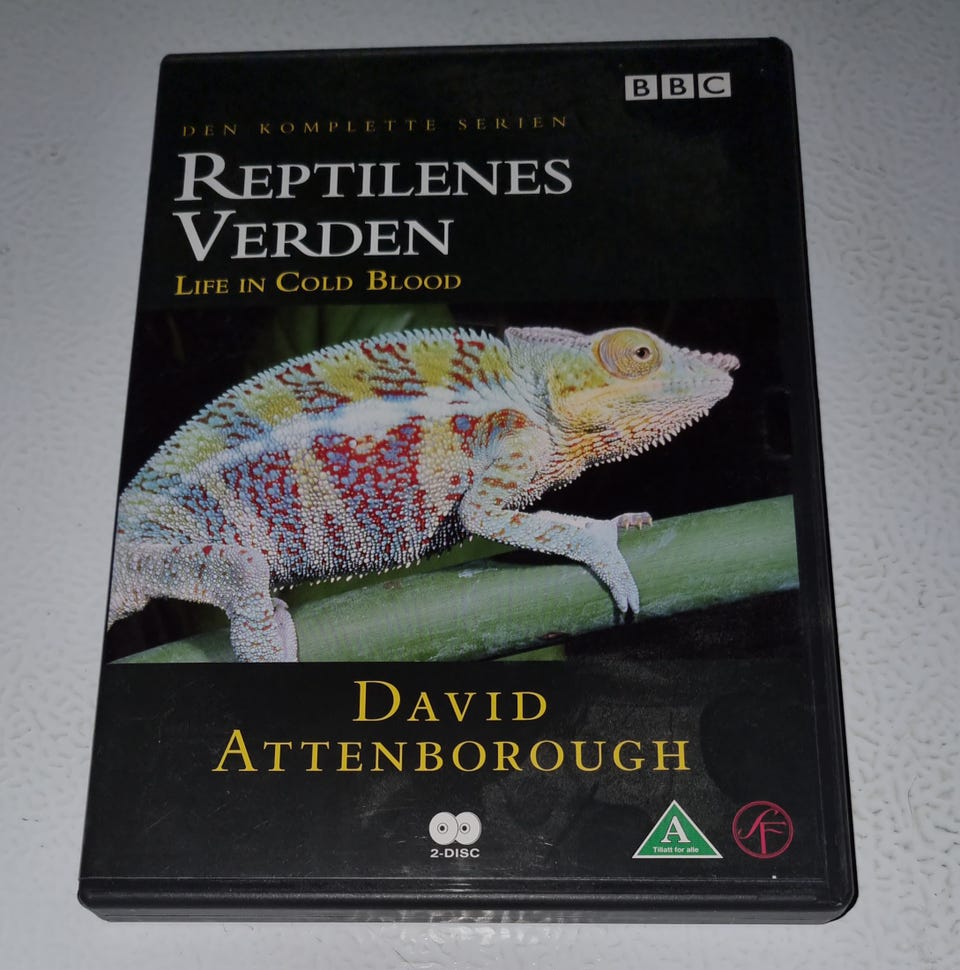 BBC
DEN KOMPLETTE SERIEN
REPTILENES
VERDEN
LIFE IN COLD BLOOD
DAVID
ATTENBOROUGH
2-DISC
A
Tillatt for alle
SF